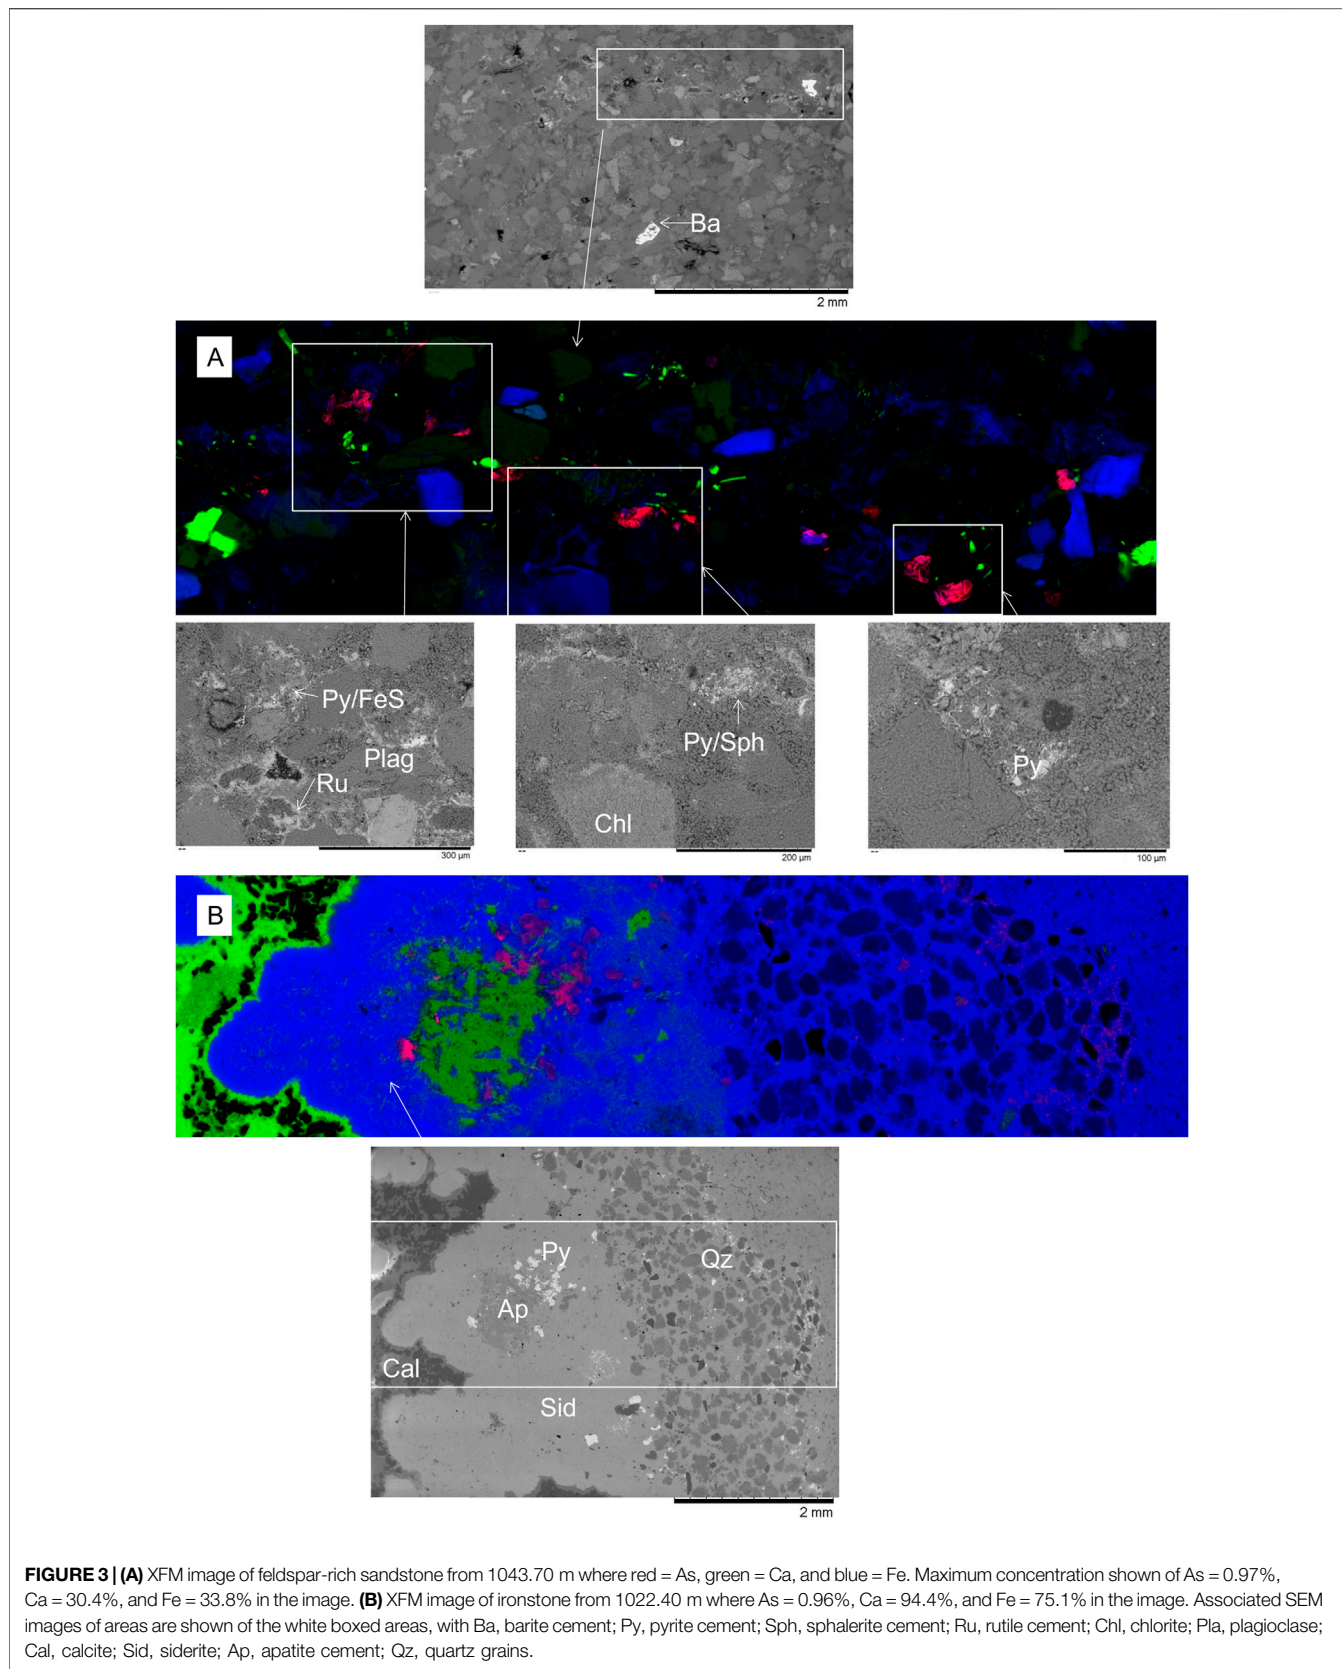 Ba
2 mm
A
Py/FeS
Plag
Ru
300 µm
Py/Sph
Chl
200 µm
Py
100 µm
B
Py
Qz
Ap
Cal
Sid
2 mm
FIGURE 3 | (A) XFM image of feldspar-rich sandstone from 1043.70 m where red = As, green = Ca, and blue = Fe. Maximum concentration shown of As = 0.97%,
Ca = 30.4%, and Fe = 33.8% in the image. (B) XFM image of ironstone from 1022.40 m where As = 0.96%, Ca = 94.4%, and Fe = 75.1% in the image. Associated SEM
images of areas are shown of the white boxed areas, with Ba, barite cement; Py, pyrite cement; Sph, sphalerite cement; Ru, rutile cement; Chl, chlorite; Pla, plagioclase;
Cal, calcite; Sid, siderite; Ap, apatite cement; Qz, quartz grains.